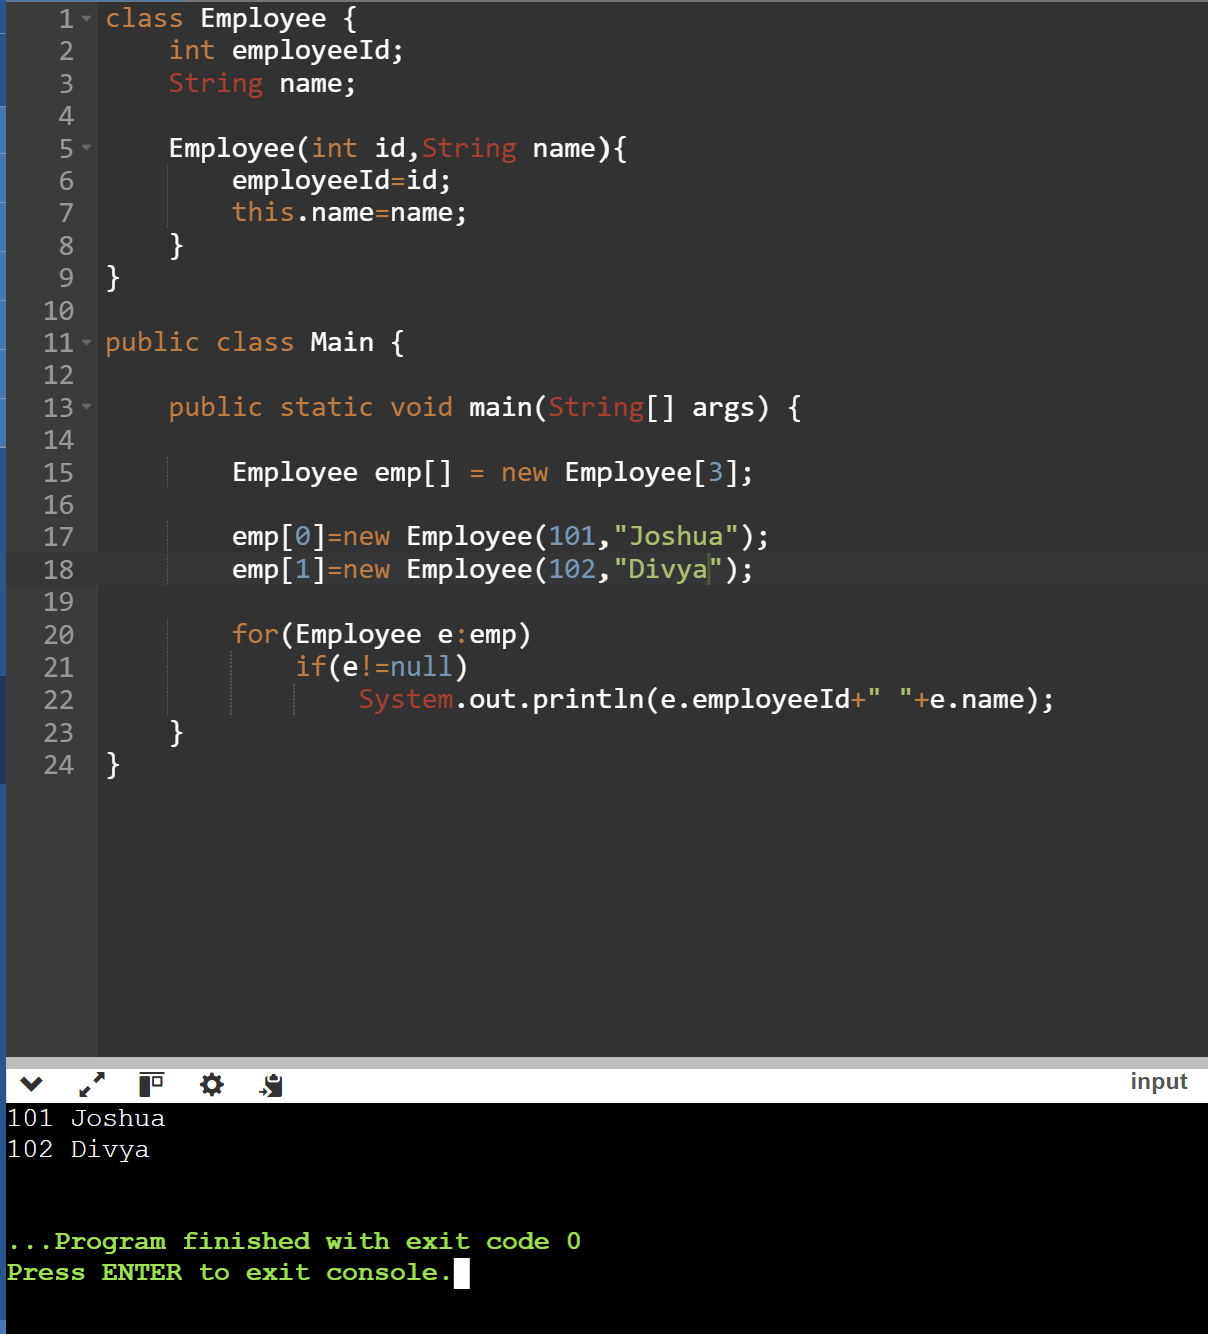 1 class Employee {
2     int employeeId;
3     String name;
4
5     Employee(int id,String name){
6         employeeId=id;
7         this.name=name;
8     }
9 }
10
11 public class Main {
12
13     public static void main(String[] args) {
14
15         Employee emp[] = new Employee[3];
16
17         emp[0]=new Employee(101,"Joshua");
18         emp[1]=new Employee(102,"Divya");
19
20         for(Employee e:emp)
21             if(e!=null)
22                 System.out.println(e.employeeId+" "+e.name);
23     }
24 }
input
101 Joshua
102 Divya
...Program finished with exit code 0
Press ENTER to exit console.